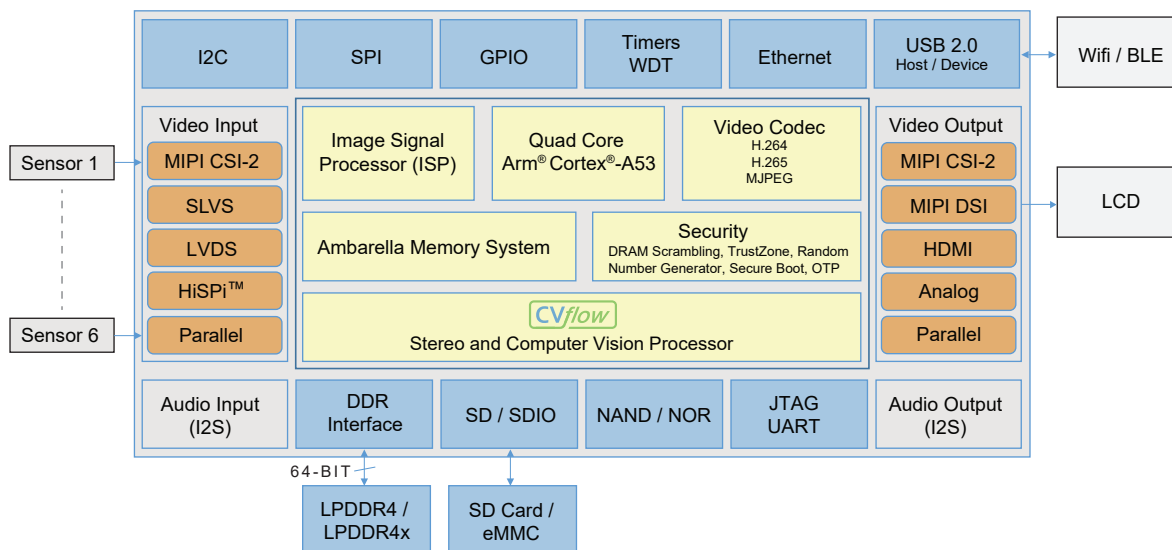 I2C
SPI
GPIO
Timers
WDT
Ethernet
USB 2.0
Host / Device
Wifi / BLE
Sensor 1
Sensor 6
Video Input
MIPI CSI-2
SLVS
LVDS
HiSPi™
Parallel
Image Signal
Processor (ISP)
Quad Core
Arm® Cortex®-A53
Video Codec
H.264
H.265
MJPEG
Ambarella Memory System
Security
DRAM Scrambling, TrustZone, Random
Number Generator, Secure Boot, OTP
CVflow
Stereo and Computer Vision Processor
Video Output
MIPI CSI-2
MIPI DSI
HDMI
Analog
Parallel
LCD
Audio Input
(I2S)
DDR
Interface
SD / SDIO
NAND / NOR
JTAG
UART
Audio Output
(I2S)
64-BIT
LPDDR4 /
LPDDR4x
SD Card /
eMMC